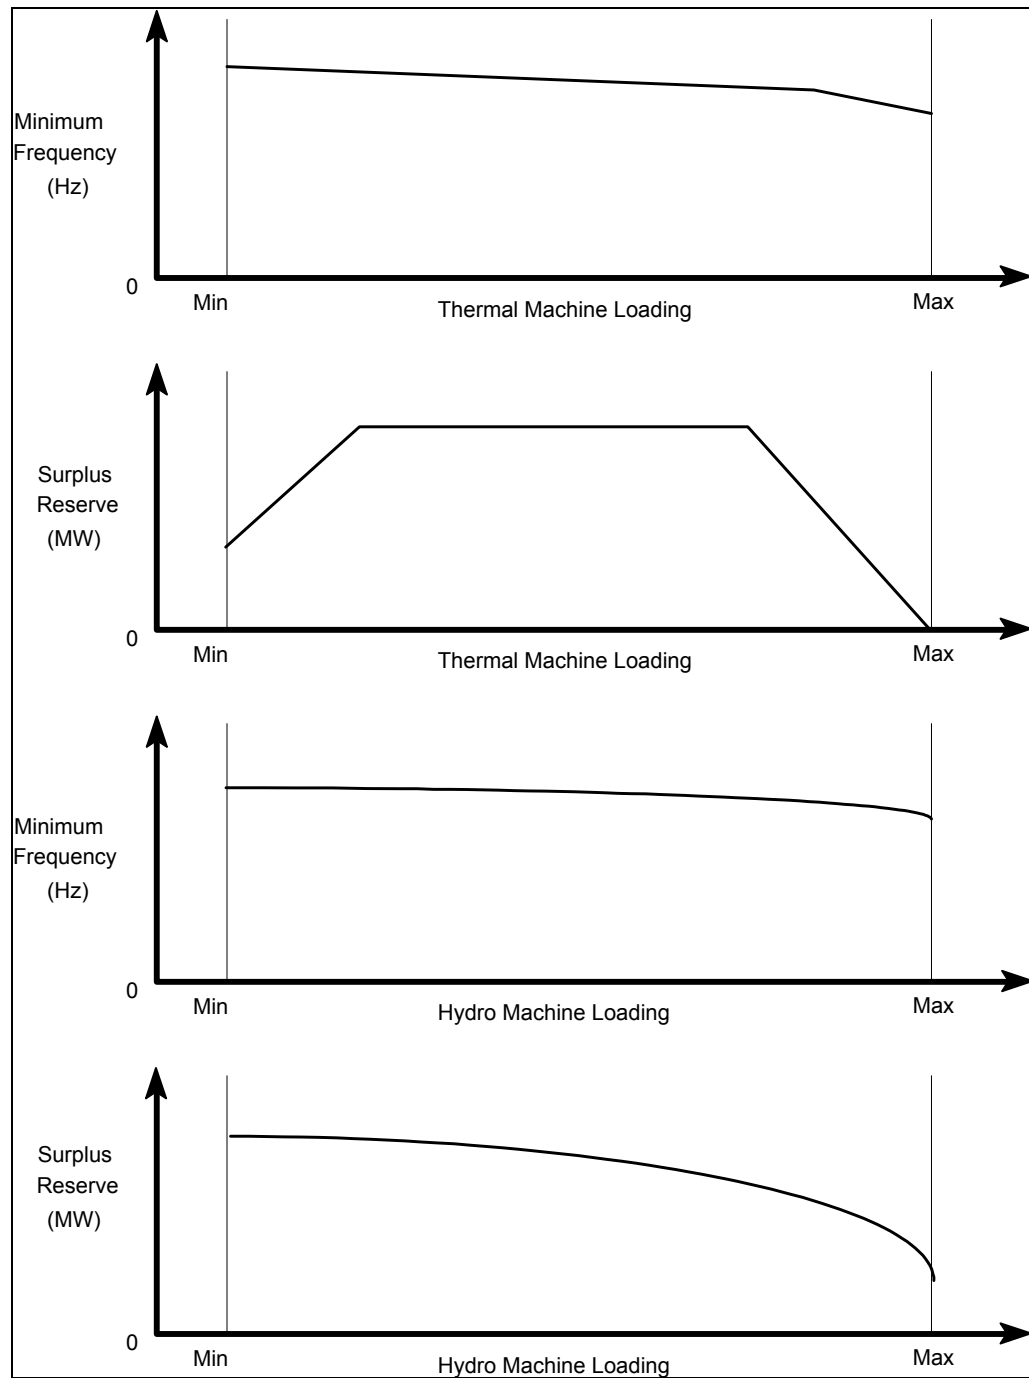 Minimum
Frequency
(Hz)
0
Min
Thermal Machine Loading
Max
Surplus
Reserve
(MW)
0
Min
Thermal Machine Loading
Max
Minimum
Frequency
(Hz)
0
Min
Hydro Machine Loading
Max
Surplus
Reserve
(MW)
0
Min
Hydro Machine Loading
Max